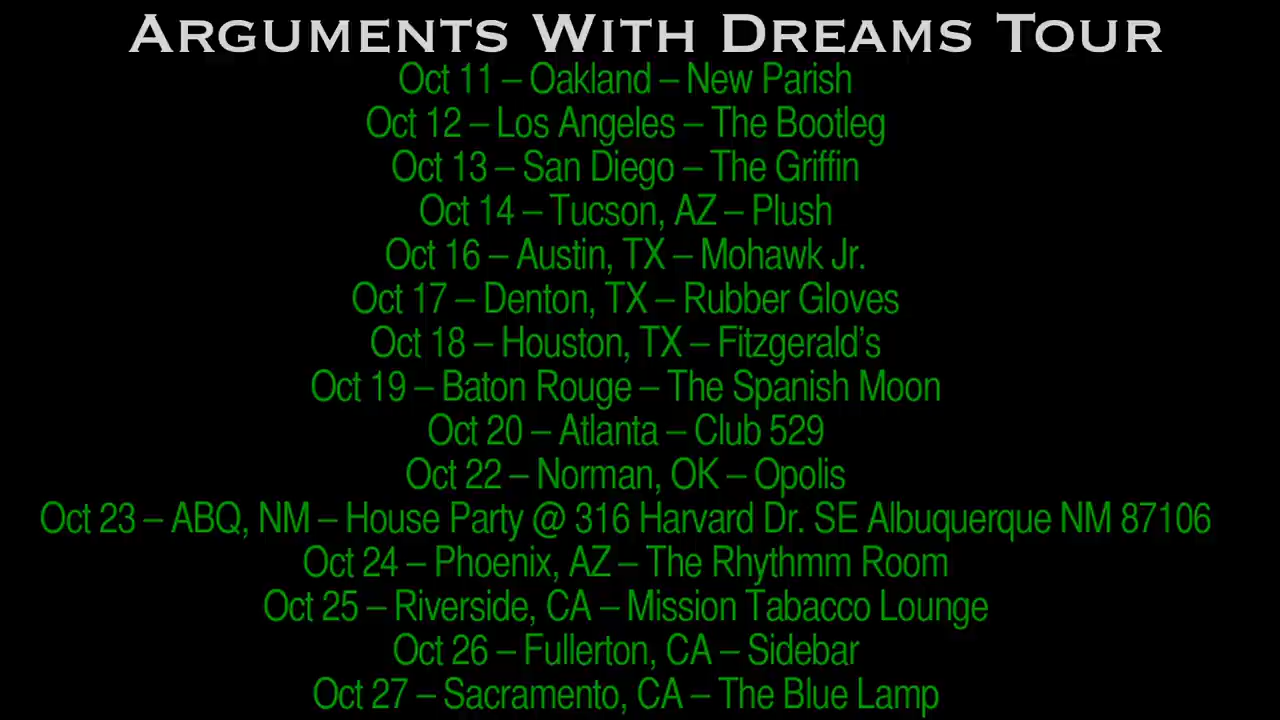 Arguments With Dreams Tour
Oct 11 – Oakland – New Parish
Oct 12 – Los Angeles – The Bootleg
Oct 13 – San Diego – The Griffin
Oct 14 – Tucson, AZ – Plush
Oct 16 – Austin, TX – Mohawk Jr.
Oct 17 – Denton, TX – Rubber Gloves
Oct 18 – Houston, TX – Fitzgerald’s
Oct 19 – Baton Rouge – The Spanish Moon
Oct 20 – Atlanta – Club 529
Oct 22 – Norman, OK – Opolis
Oct 23 – ABQ, NM – House Party @ 316 Harvard Dr. SE Albuquerque NM 87106
Oct 24 – Phoenix, AZ – The Rhythmm Room
Oct 25 – Riverside, CA – Mission Tabacco Lounge
Oct 26 – Fullerton, CA – Sidebar
Oct 27 – Sacramento, CA – The Blue Lamp